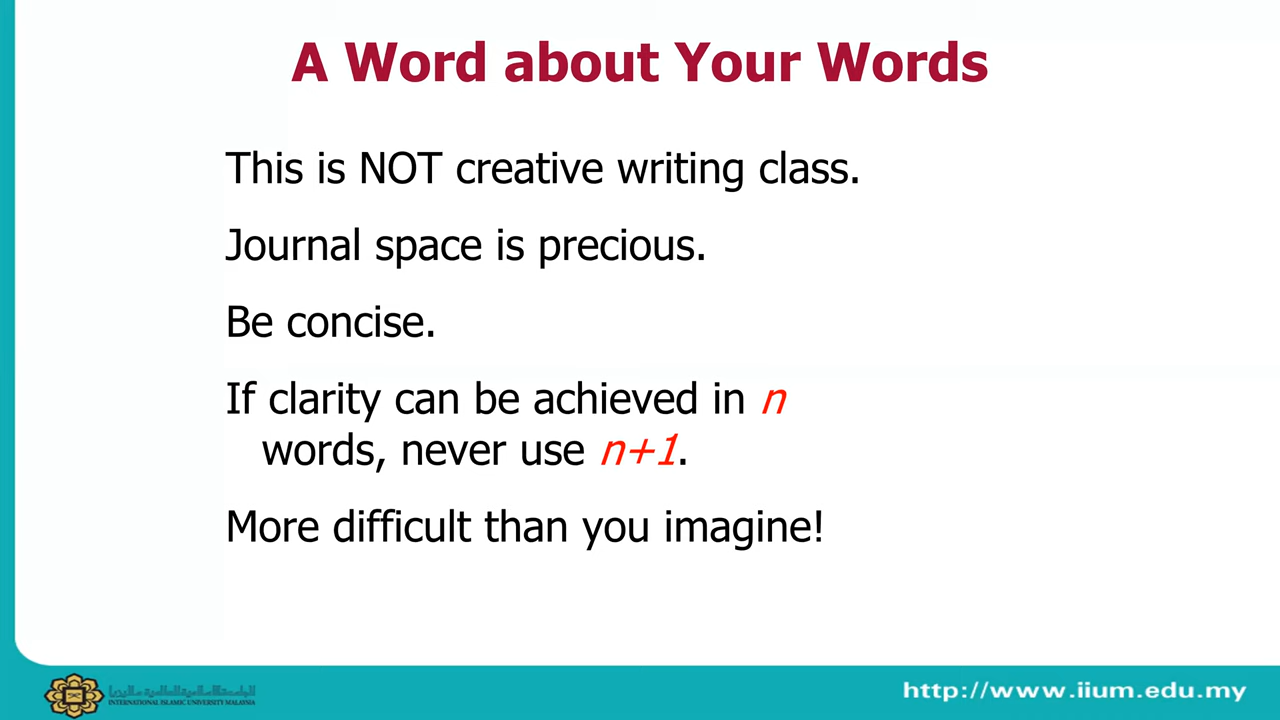 A Word about Your Words
This is NOT creative writing class.
Journal space is precious.
Be concise.
If clarity can be achieved in n
words, never use n+1.
More difficult than you imagine!
INTERNATIONAL ISLAMIC UNIVERSITY MALAYSIA
http://www.iium.edu.my